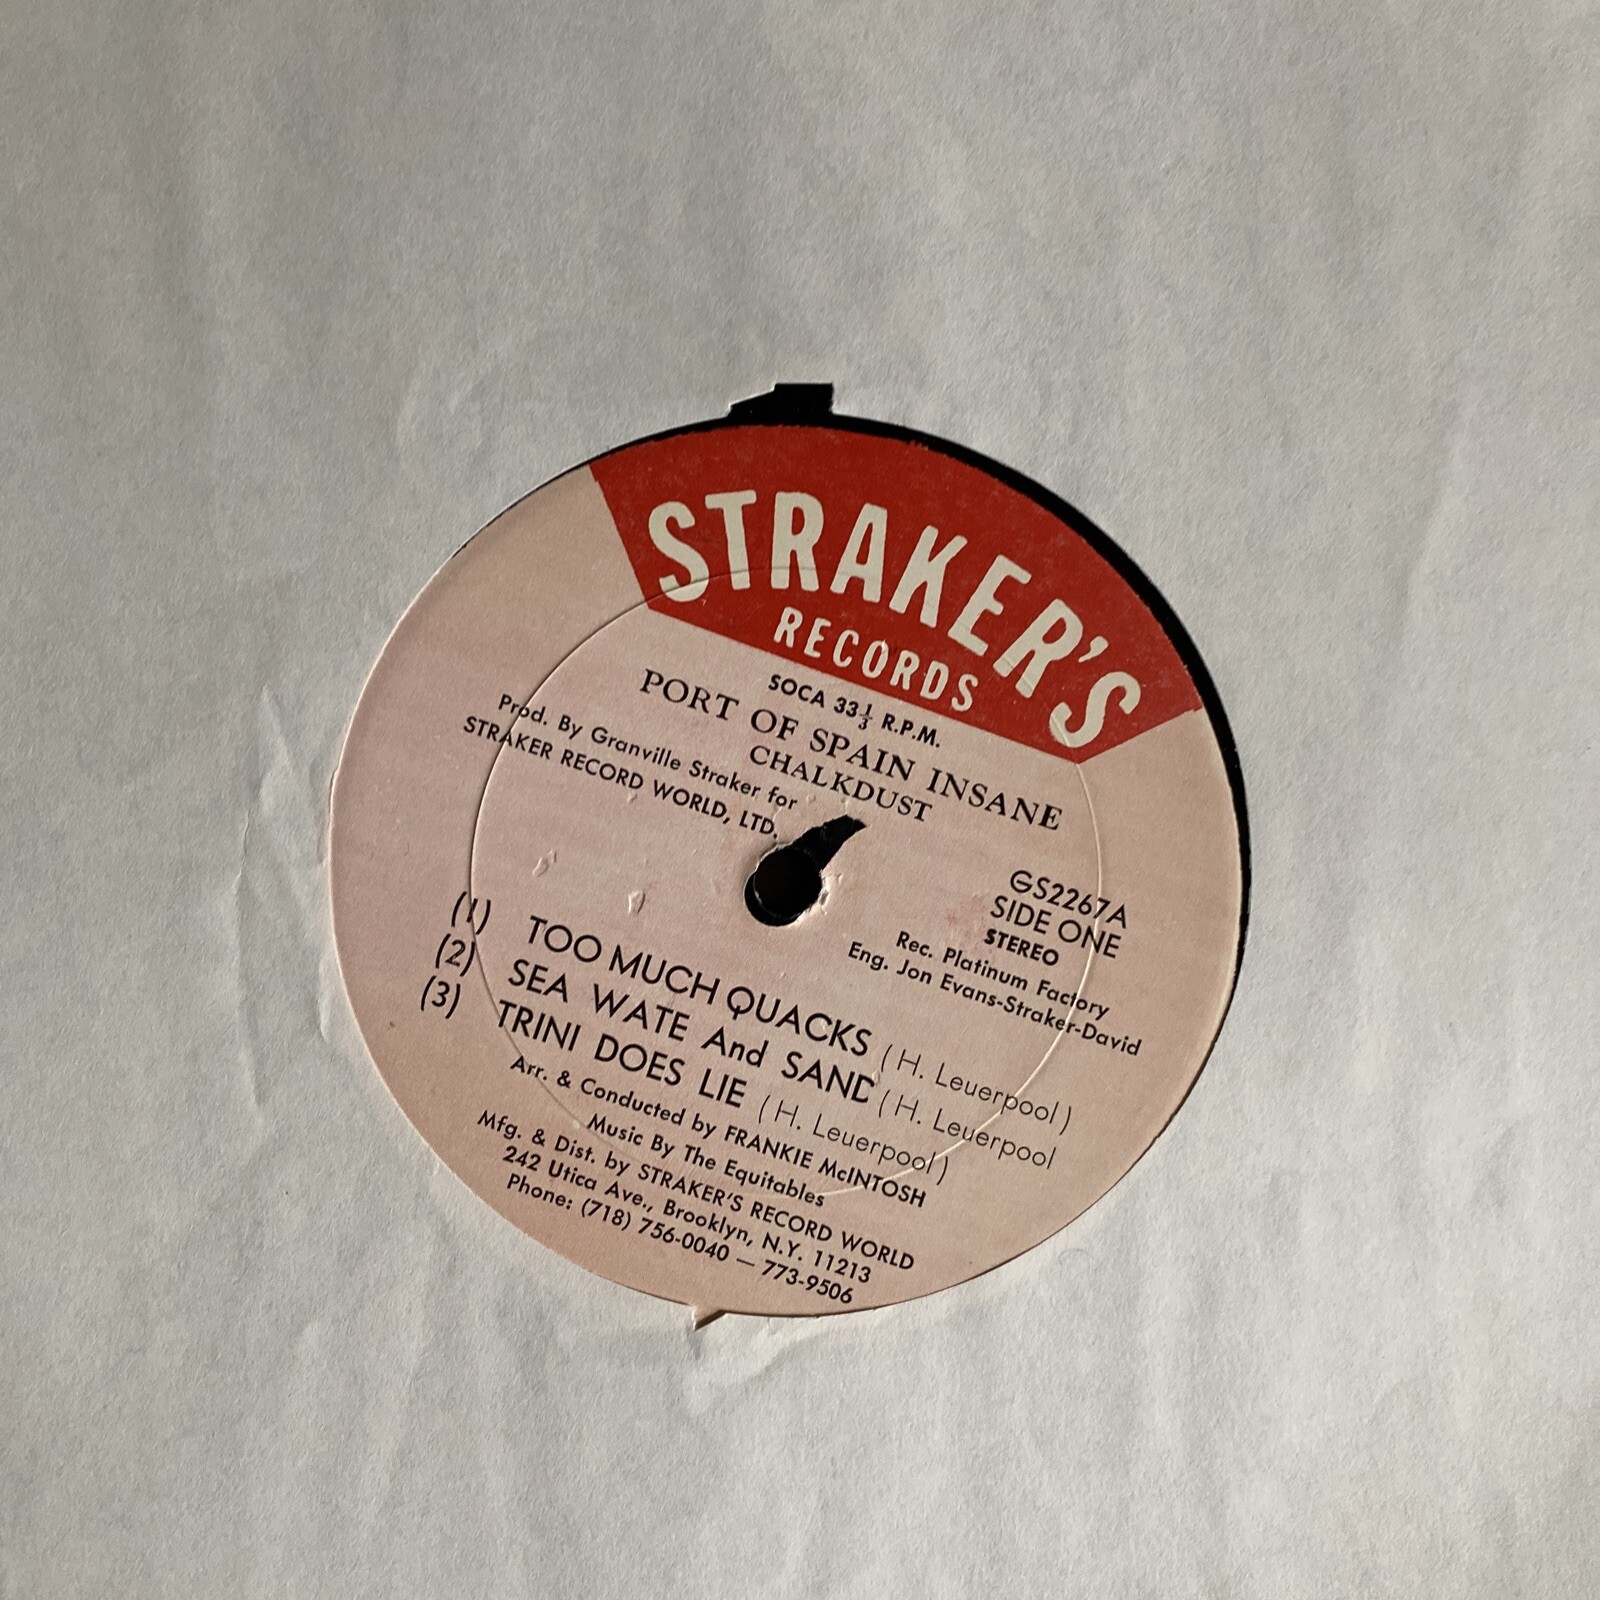 STRAKER'S
RECORDS
SOCA 33⅓ R.P.M.
PORT OF SPAIN INSANE
CHALKDUST
Prod. By Granville Straker for
STRAKER RECORD WORLD, LTD.
GS2267A
SIDE ONE
STEREO
Rec. Platinum Factory
Eng. Jon Evans-Straker-David
(1) TOO MUCH QUACKS (H. Leuerpool)
(2) SEA WATE And SAND (H. Leuerpool
(3) TRINI DOES LIE (H. Leuerpool)
Arr. & Conducted by FRANKIE McINTOSH
Music By The Equitables
Mfg. & Dist. by STRAKER'S RECORD WORLD
242 Utica Ave., Brooklyn, N.Y. 11213
Phone: (718) 756-0040 — 773-9506